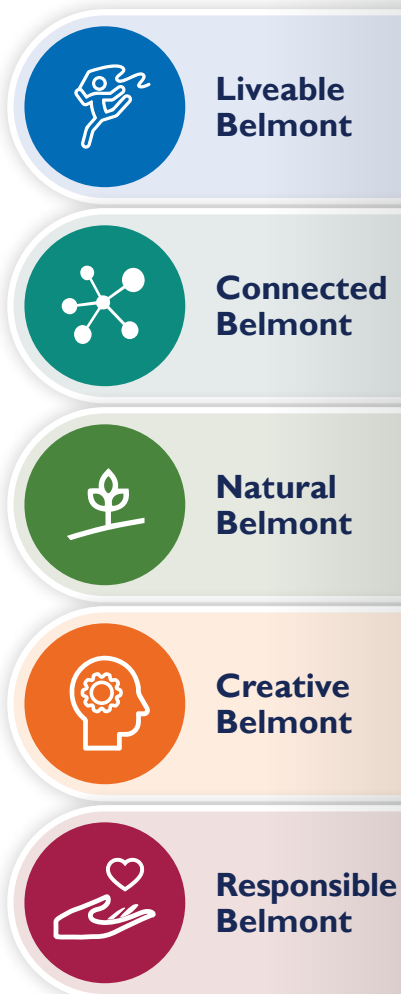 Liveable
Belmont
Connected
Belmont
Natural
Belmont
Creative
Belmont
Responsible
Belmont